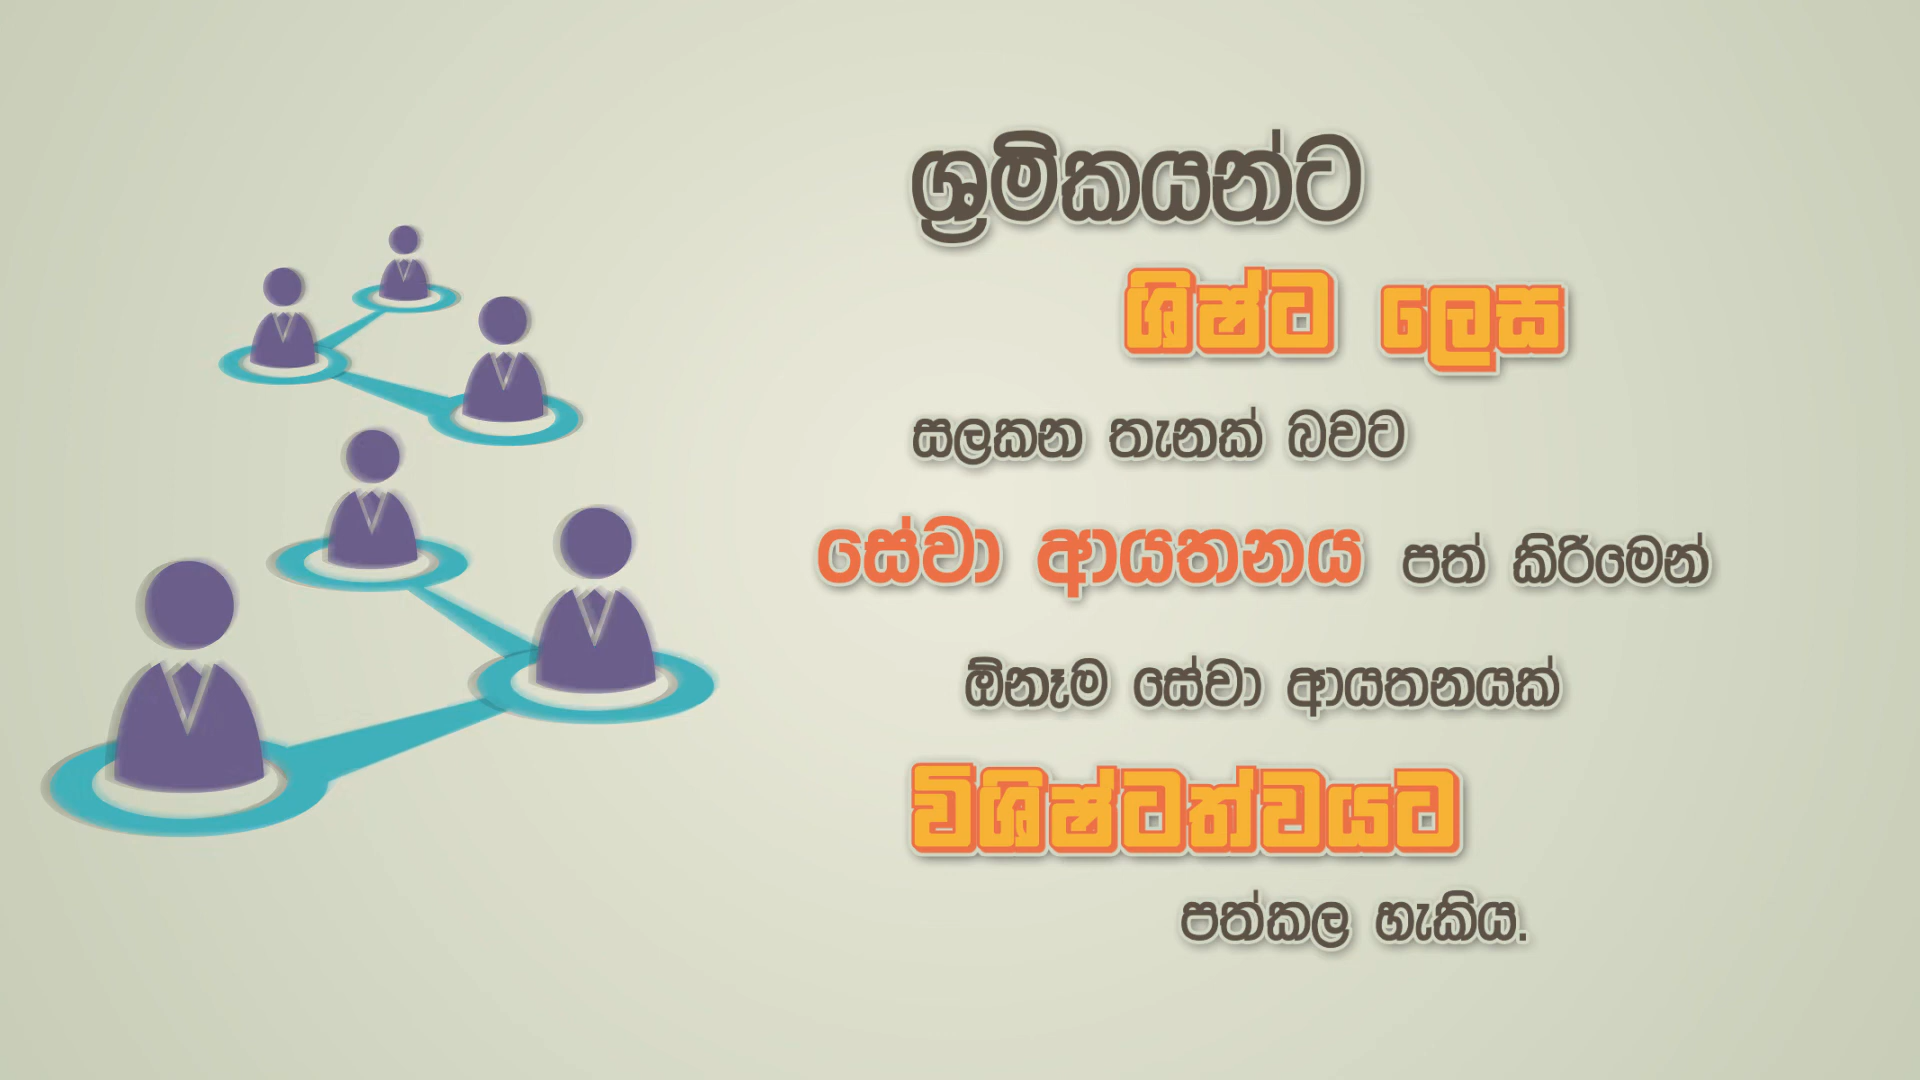 ශ්‍රමිකයන්ට
ශිෂ්ට ලෙස
සලකන තැනක් බවට
සේවා ආයතනය පත් කිරිමෙන්
ඕනෑම සේවා ආයතනයක්
විශිෂ්ටත්වයට
පත්කල හැකිය.